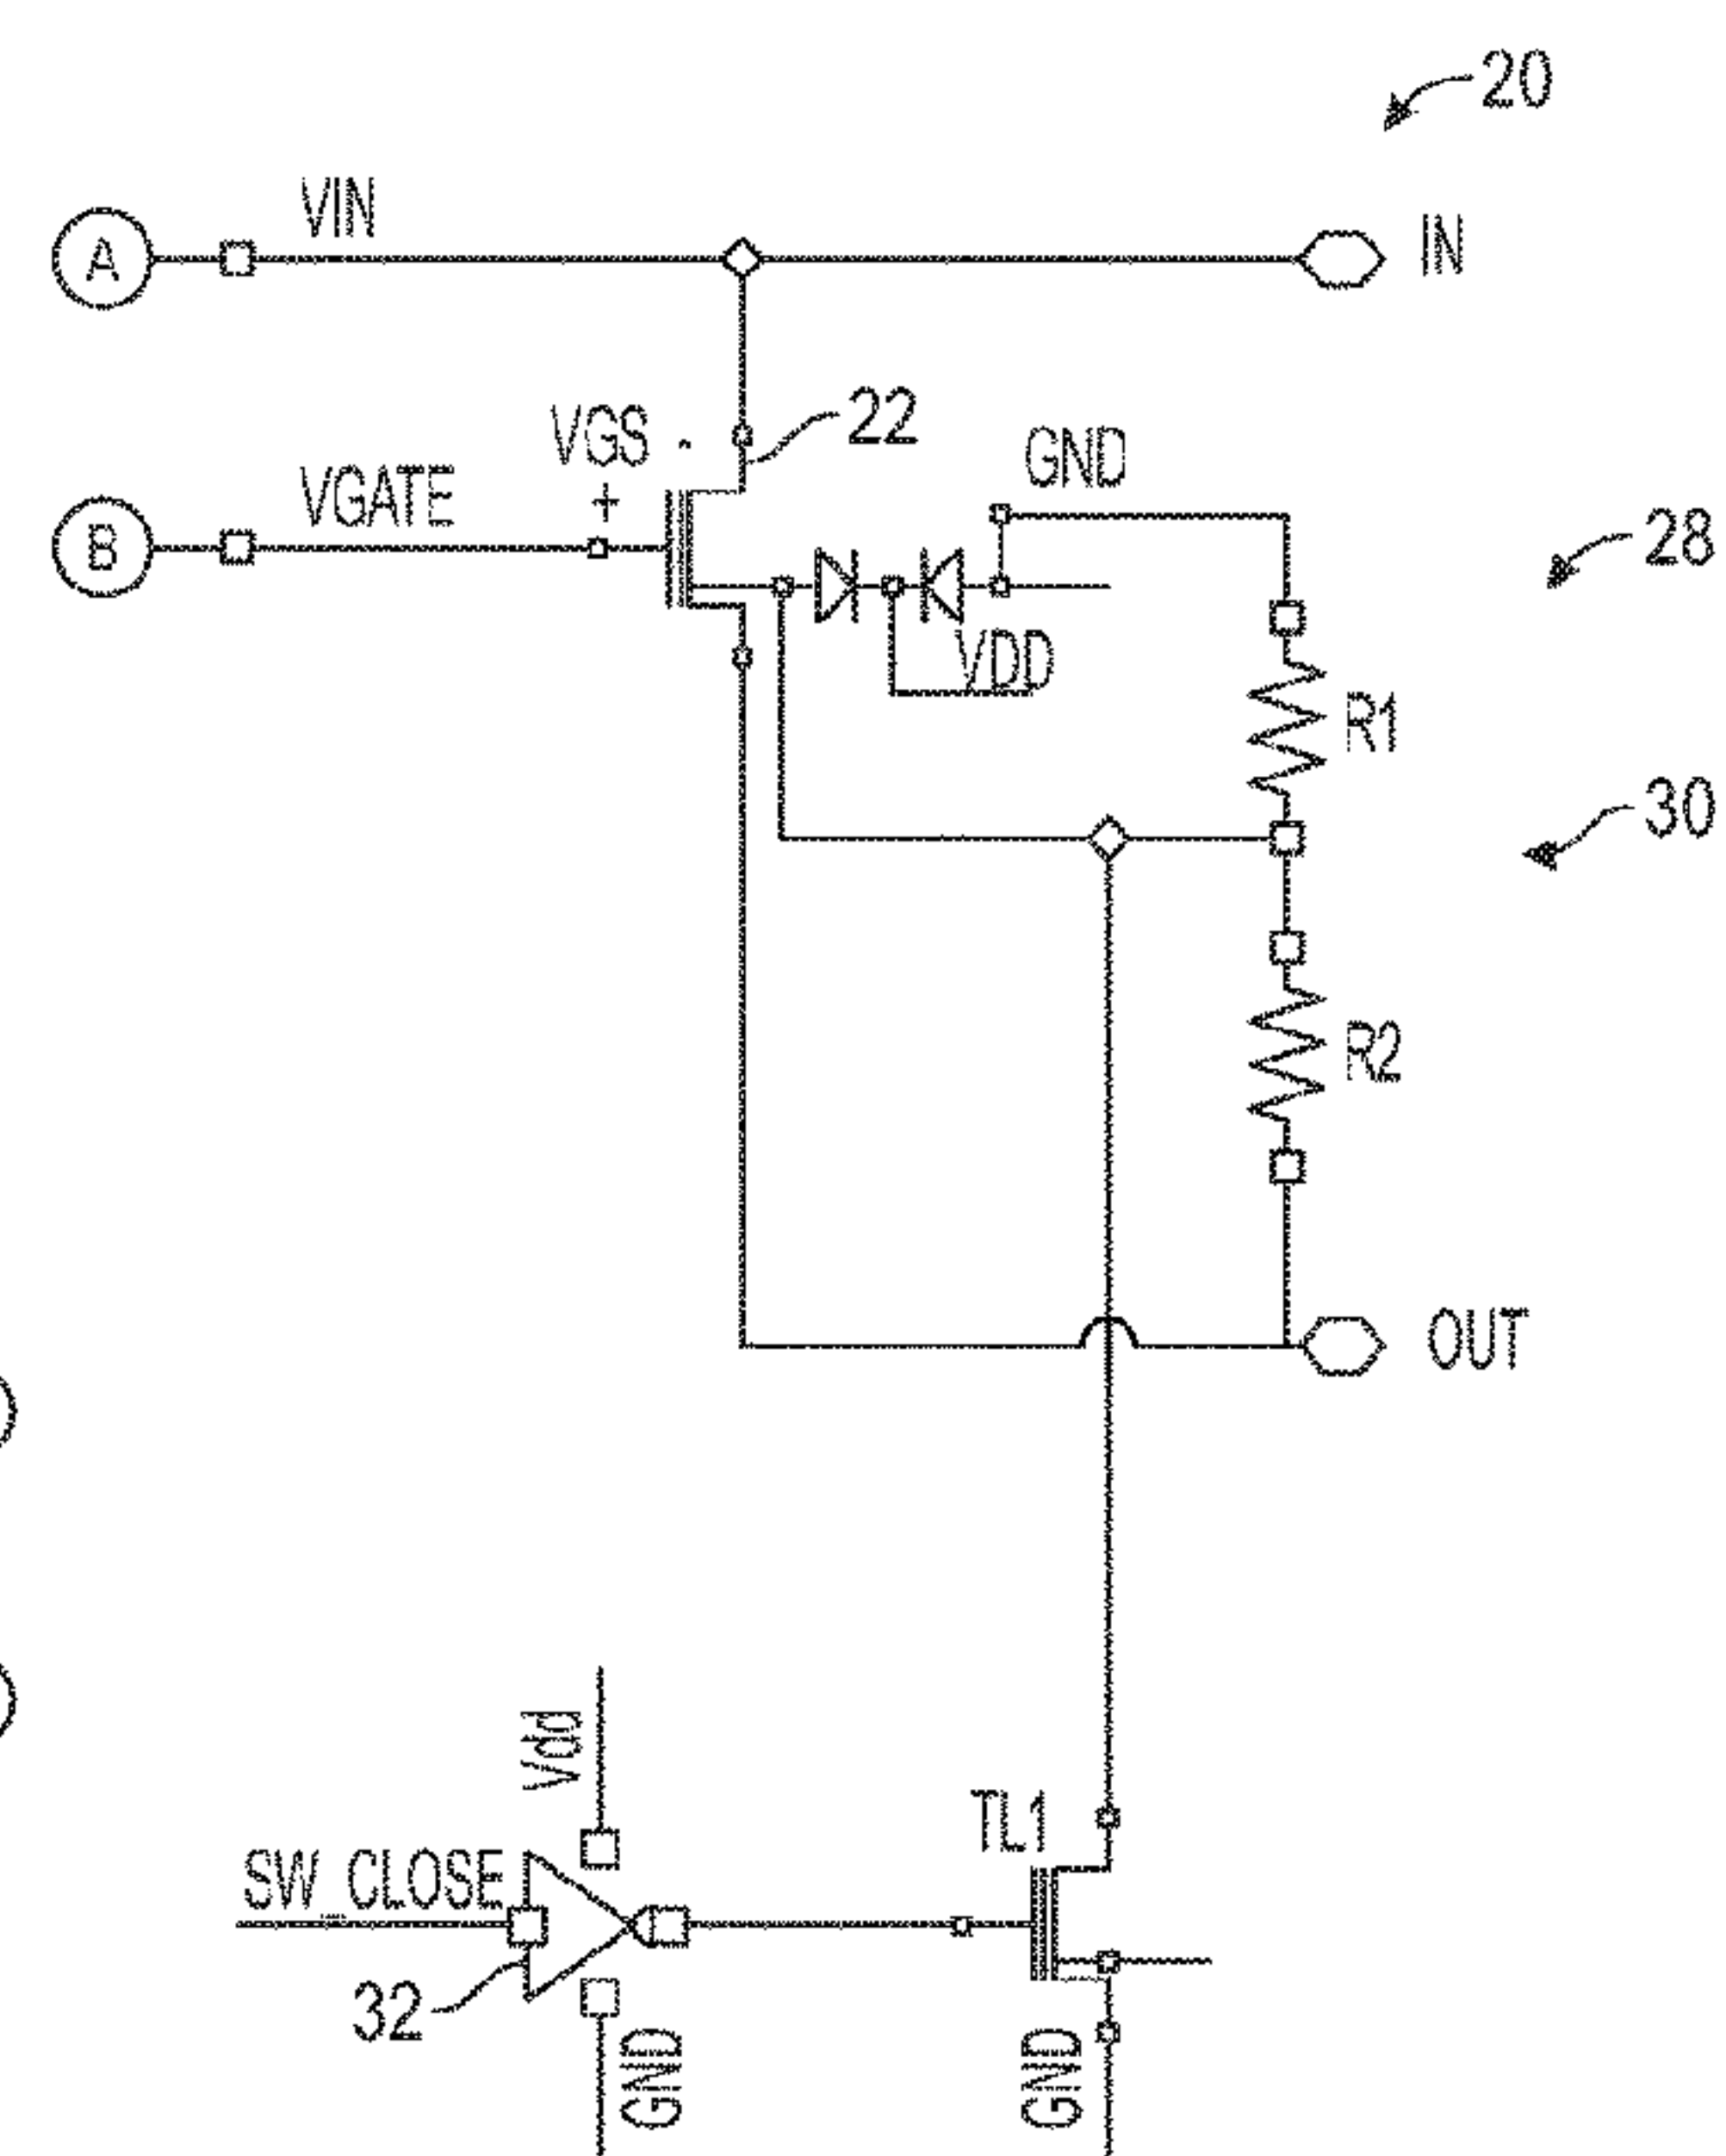 20
VIN
A
IN
VGS -
22
GND
VGATE
+
B
28
VDD
R1
30
R2
OUT
Vdd
TL1
SW_CLOSE
32
GND
GND